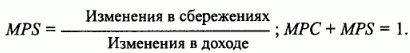 MPS = Изменения в сбережениях / Изменения в доходе ; MPC + MPS = 1.